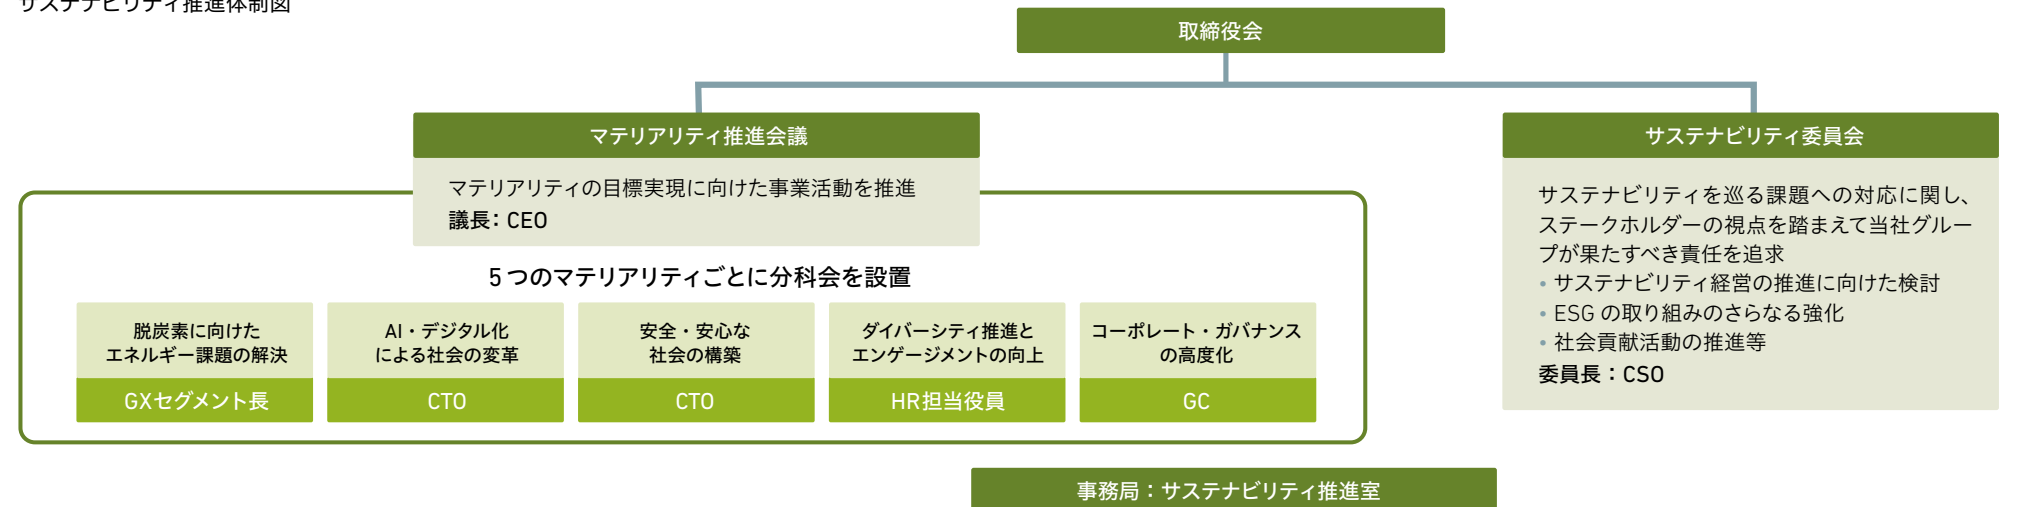 サステナビリティ推進体制図
取締役会
マテリアリティ推進会議
マテリアリティの目標実現に向けた事業活動を推進
議長：CEO
5つのマテリアリティごとに分科会を設置
脱炭素に向けた
エネルギー課題の解決
GXセグメント長
AI・デジタル化
による社会の変革
CTO
安全・安心な
社会の構築
CTO
ダイバーシティ推進と
エンゲージメントの向上
HR担当役員
コーポレート・ガバナンス
の高度化
GC
サステナビリティ委員会
サステナビリティを巡る課題への対応に関し、
ステークホルダーの視点を踏まえて当社グルー
プが果たすべき責任を追求
• サステナビリティ経営の推進に向けた検討
• ESG の取り組みのさらなる強化
• 社会貢献活動の推進等
委員長：CSO
事務局：サステナビリティ推進室